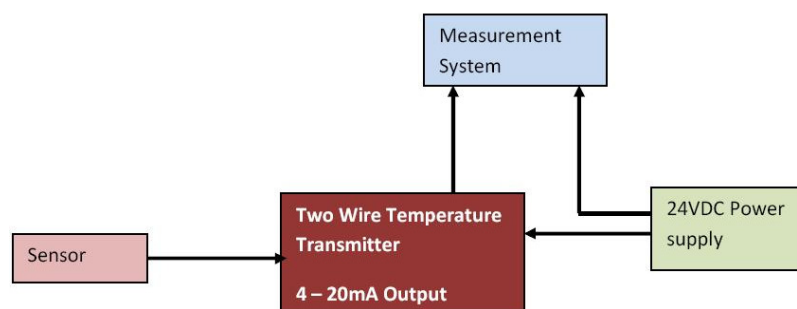 Measurement
System
Two Wire Temperature
Transmitter
4 – 20mA Output
24VDC Power
supply
Sensor